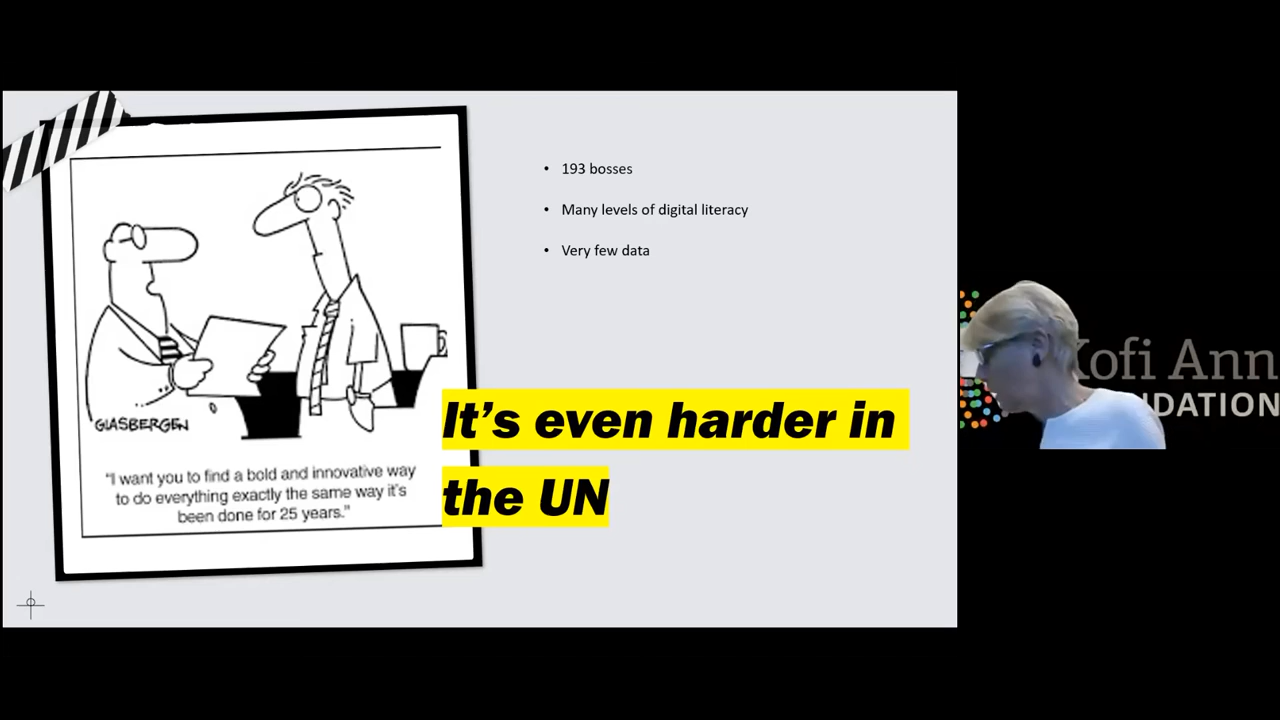 • 193 bosses
• Many levels of digital literacy
• Very few data
GLASBERGEN
"I want you to find a bold and innovative way
to do everything exactly the same way it's
been done for 25 years."
It's even harder in
the UN
Kofi Ann
NDATION